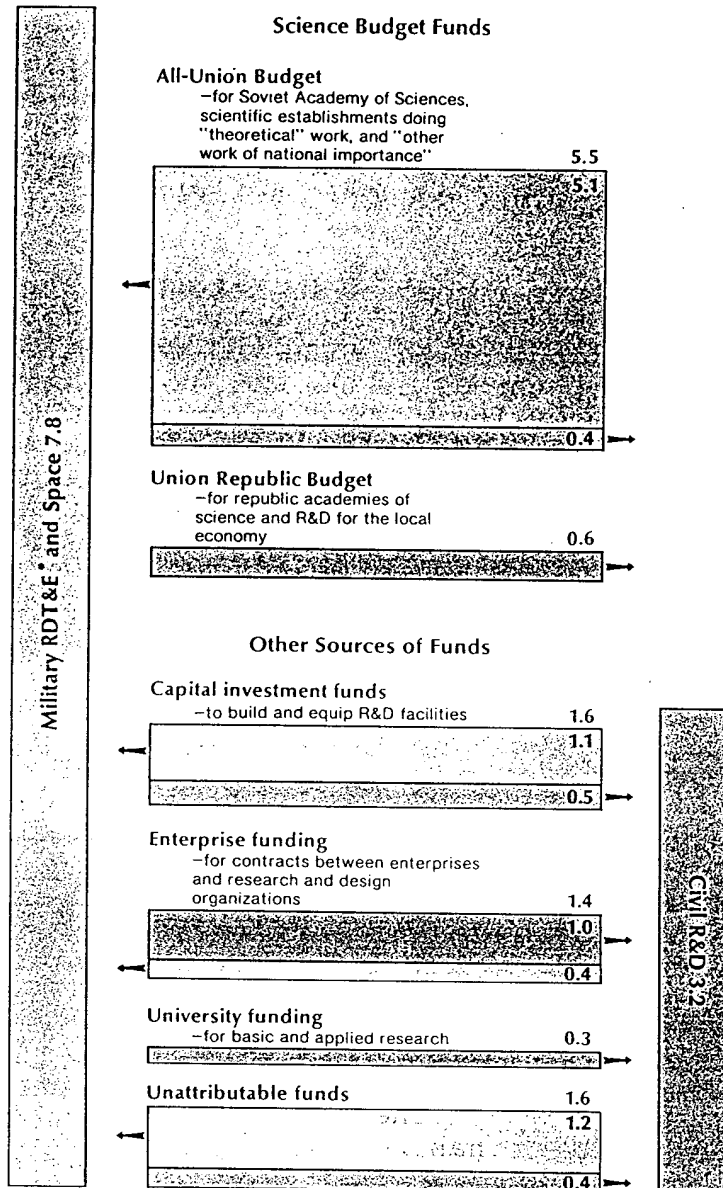 Science Budget Funds
All-Union Budget
–for Soviet Academy of Sciences,
scientific establishments doing
"theoretical" work, and "other
work of national importance"
5.5
5.1
0.4
Union Republic Budget
–for republic academies of
science and R&D for the local
economy
0.6
Other Sources of Funds
Capital investment funds
–to build and equip R&D facilities
1.6
1.1
0.5
Enterprise funding
–for contracts between enterprises
and research and design
organizations
1.4
1.0
0.4
University funding
–for basic and applied research
0.3
Unattributable funds
1.6
1.2
0.4
Military RDT&E* and Space 7.8
Civil R&D 3.2